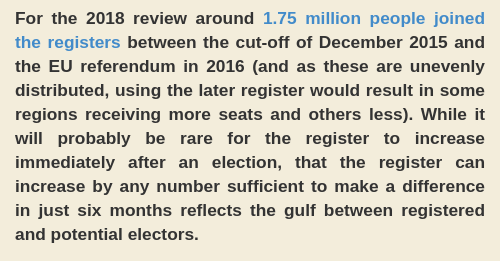 For the 2018 review around 1.75 million people joined
the registers between the cut-off of December 2015 and
the EU referendum in 2016 (and as these are unevenly
distributed, using the later register would result in some
regions receiving more seats and others less). While it
will probably be rare for the register to increase
immediately after an election, that the register can
increase by any number sufficient to make a difference
in just six months reflects the gulf between registered
and potential electors.